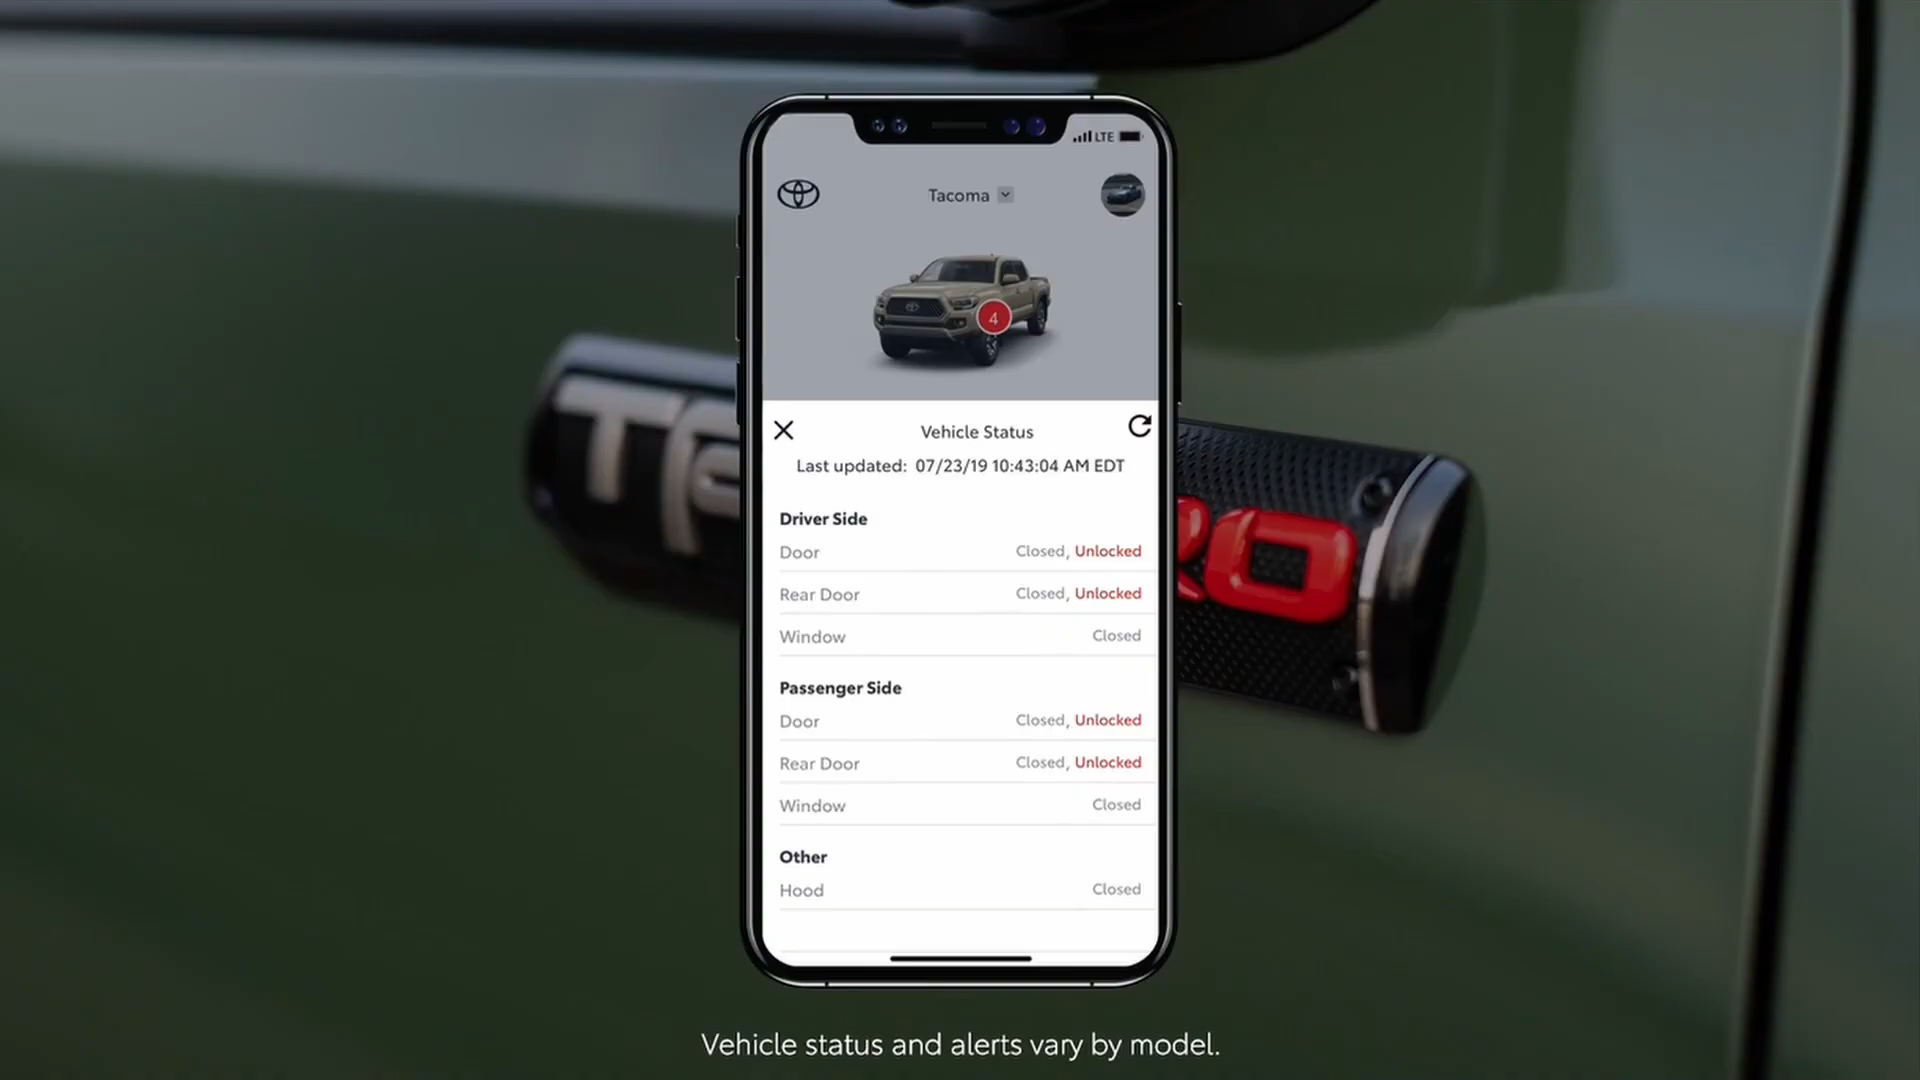 LTE
Tacoma
4
Vehicle Status
Last updated: 07/23/19 10:43:04 AM EDT
Driver Side
Door Closed, Unlocked
Rear Door Closed, Unlocked
Window Closed
Passenger Side
Door Closed, Unlocked
Rear Door Closed, Unlocked
Window Closed
Other
Hood Closed
Vehicle status and alerts vary by model.